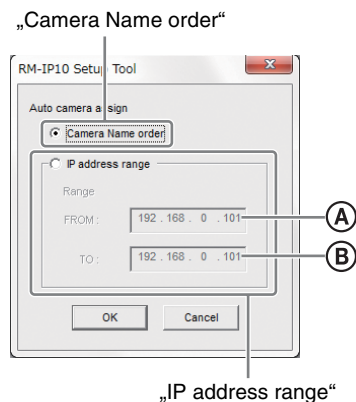 „Camera Name order“
RM-IP10 Setup Tool
Auto camera assign
Camera Name order
IP address range
Range
FROM : 192 . 168 . 0 . 101
A
TO : 192 . 168 . 0 . 101
B
OK Cancel
„IP address range“